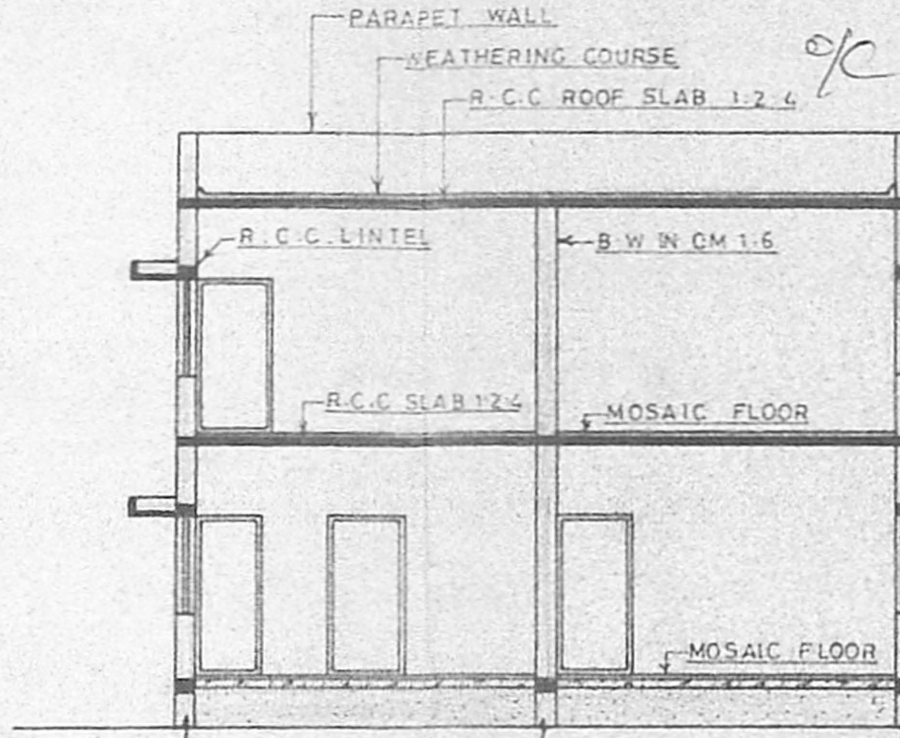 PARAPET WALL
WEATHERING COURSE
R.C.C ROOF SLAB 1:2:4
R.C.C. LINTEL
B.W IN CM 1:6
R.C.C SLAB 1:2:4
MOSAIC FLOOR
MOSAIC FLOOR